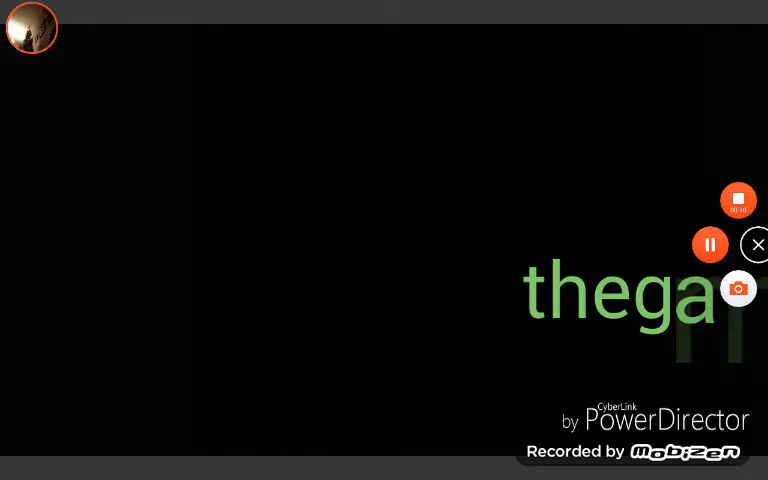 00:10
thega
CyberLink
by PowerDirector
Recorded by mobizen